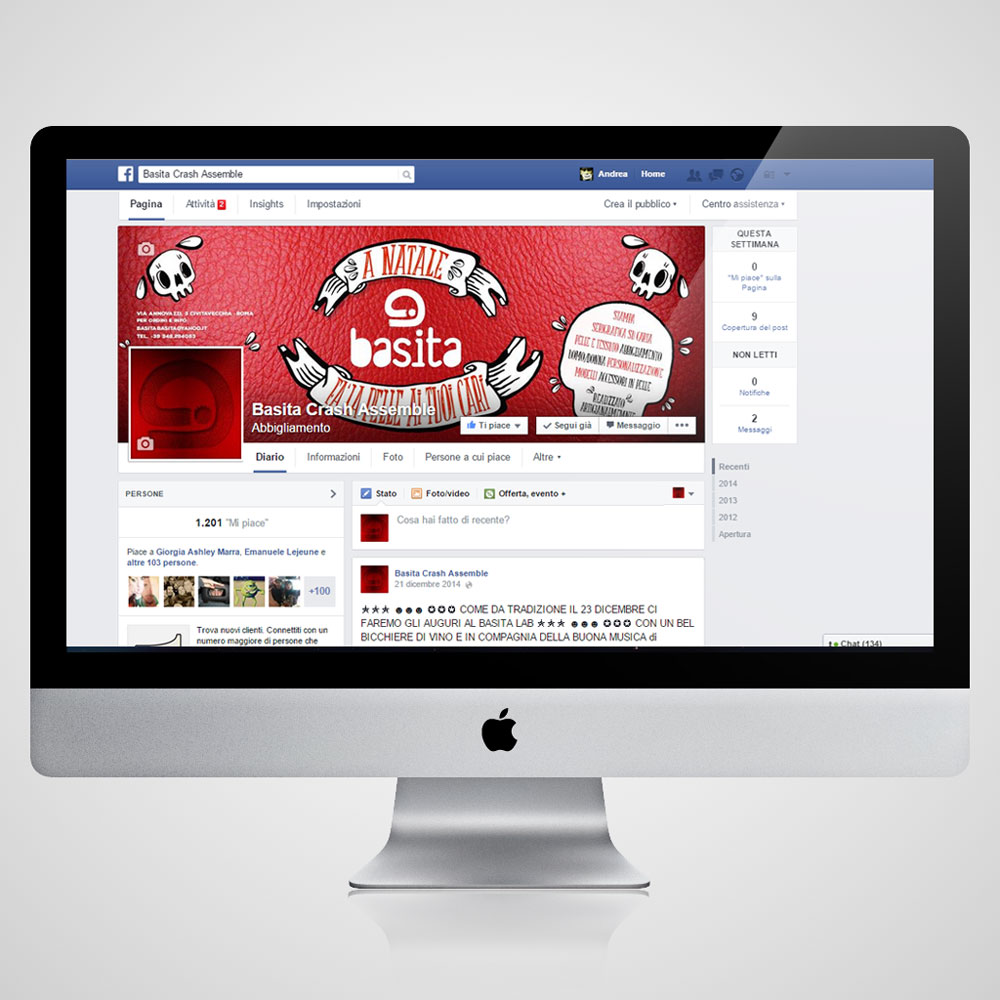 Basita Crash Assemble
Andrea Home
Pagina Attività 2 Insights Impostazioni Crea il pubblico Centro assistenza
A NATALE
basita
FAI LA PELLE AI TUOI CARI
VIA ANNOVAZZI, 5 CIVITAVECCHIA - ROMA
PER ORDINI E INFO:
BASITABASITA@YAHOO.IT
STAMPA
SERIGRAFICA SU CARTA
PELLE E TESSUTO ABBIGLIAMENTO
UOMO/DONNA PERSONALIZZAZIONE
MODELLI ACCESSORI IN PELLE
REALIZZATO
ARTIGIANALMENTE
Basita Crash Assemble
Abbigliamento
Ti piace Segui già Messaggio •••
Diario Informazioni Foto Persone a cui piace Altre
QUESTA
SETTIMANA
0
"Mi piace" sulla
Pagina
9
Copertura dei post
NON LETTI
0
Notifiche
2
Messaggi
Recenti
2014
2013
2012
Apertura
PERSONE
1.201 "Mi piace"
Piace a Giorgia Ashley Marra, Emanuele Lejeune e
altre 103 persone.
+100
Trova nuovi clienti. Connettiti con un
numero maggiore di persone che
Stato Foto/video Offerta, evento +
Cosa hai fatto di recente?
Basita Crash Assemble
21 dicembre 2014
★★★ ☻☻☻ ✪✪✪ COME DA TRADIZIONE IL 23 DICEMBRE CI
FAREMO GLI AUGURI AL BASITA LAB ★★★ ☻☻☻ ✪✪✪ CON UN BEL
BICCHIERE DI VINO E IN COMPAGNIA DELLA BUONA MUSICA di
Chat (134)